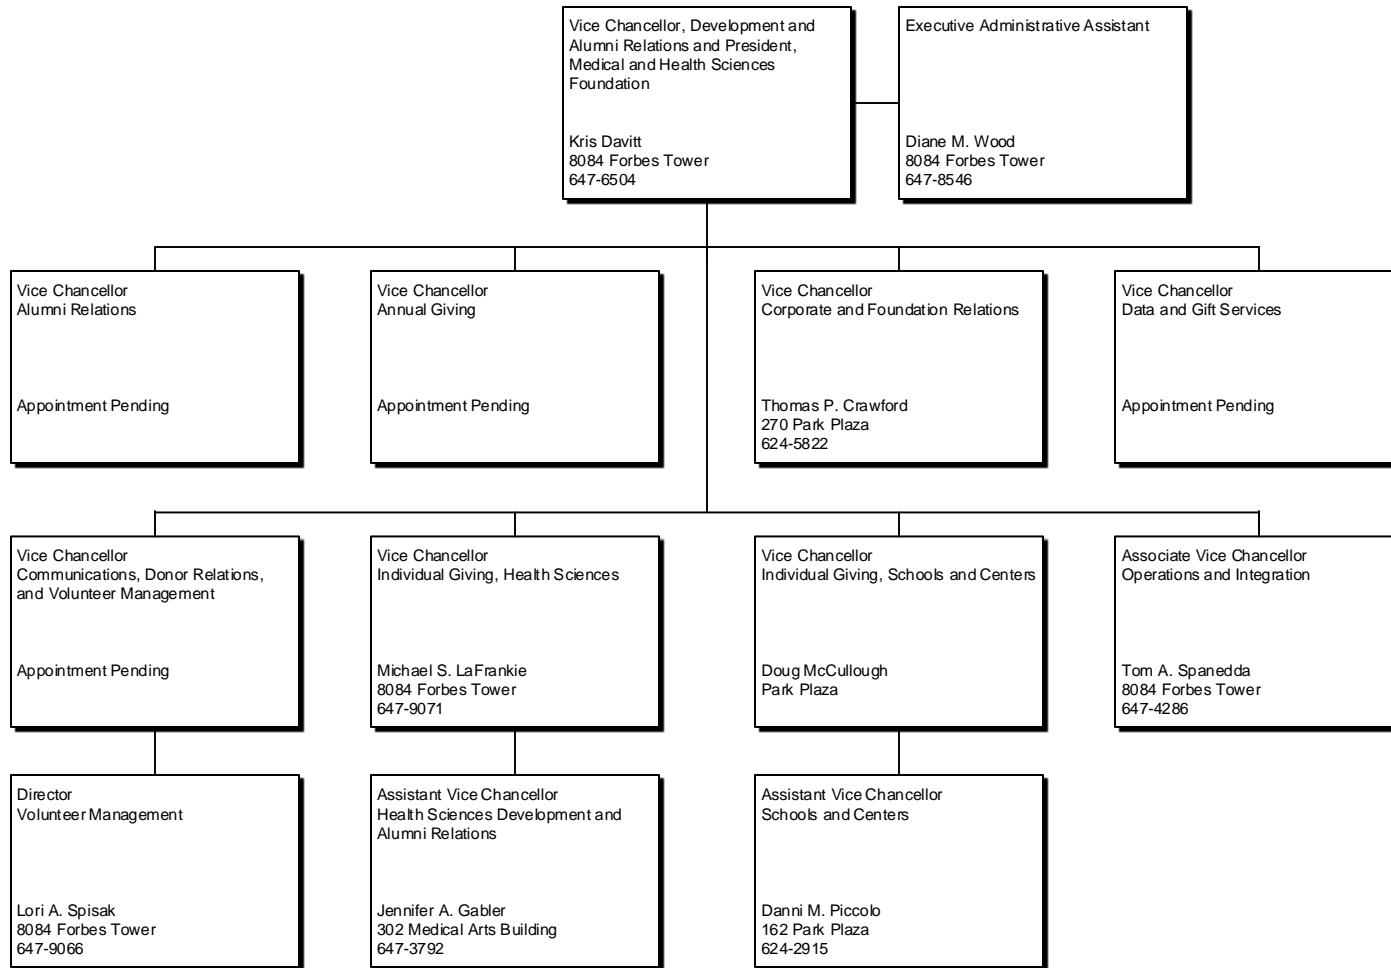 Vice Chancellor, Development and
Alumni Relations and President,
Medical and Health Sciences
Foundation
Kris Davitt
8084 Forbes Tower
647-6504
Executive Administrative Assistant
Diane M. Wood
8084 Forbes Tower
647-8546
Vice Chancellor
Alumni Relations
Appointment Pending
Vice Chancellor
Annual Giving
Appointment Pending
Vice Chancellor
Corporate and Foundation Relations
Thomas P. Crawford
270 Park Plaza
624-5822
Vice Chancellor
Data and Gift Services
Appointment Pending
Vice Chancellor
Communications, Donor Relations,
and Volunteer Management
Appointment Pending
Vice Chancellor
Individual Giving, Health Sciences
Michael S. LaFrankie
8084 Forbes Tower
647-9071
Vice Chancellor
Individual Giving, Schools and Centers
Doug McCullough
Park Plaza
Associate Vice Chancellor
Operations and Integration
Tom A. Spanedda
8084 Forbes Tower
647-4286
Director
Volunteer Management
Lori A. Spisak
8084 Forbes Tower
647-9066
Assistant Vice Chancellor
Health Sciences Development and
Alumni Relations
Jennifer A. Gabler
302 Medical Arts Building
647-3792
Assistant Vice Chancellor
Schools and Centers
Danni M. Piccolo
162 Park Plaza
624-2915